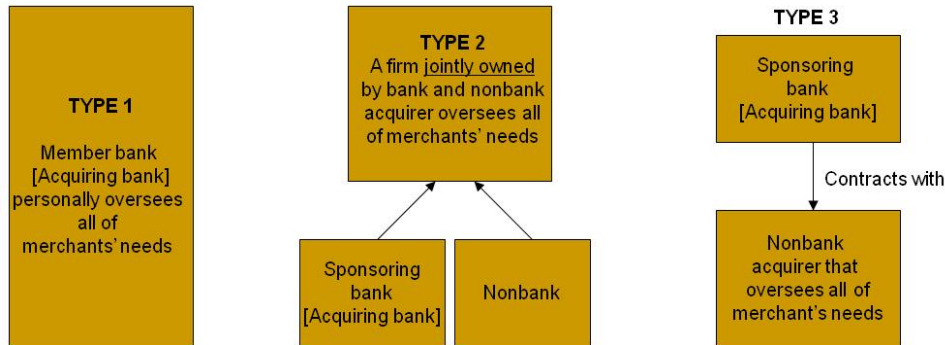 TYPE 1
Member bank
[Acquiring bank]
personally oversees
all of
merchants' needs
TYPE 2
A firm jointly owned
by bank and nonbank
acquirer oversees all
of merchants' needs
Sponsoring
bank
[Acquiring bank]
Nonbank
TYPE 3
Sponsoring
bank
[Acquiring bank]
Contracts with
Nonbank
acquirer that
oversees all of
merchant's needs